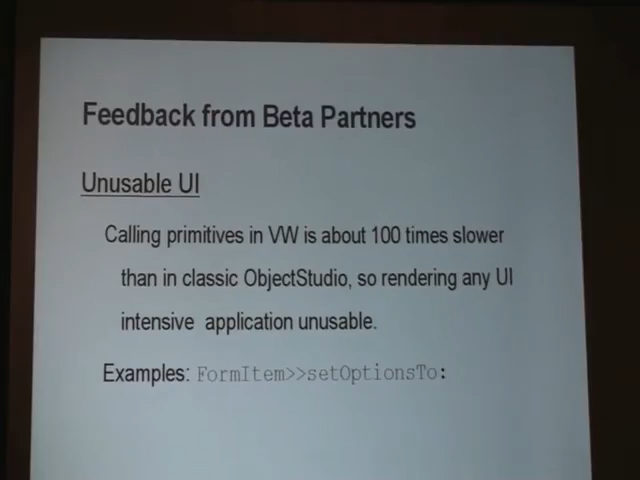 Feedback from Beta Partners
Unusable UI
Calling primitives in VW is about 100 times slower
than in classic ObjectStudio, so rendering any UI
intensive application unusable.
Examples: FormItem>>setOptionsTo: